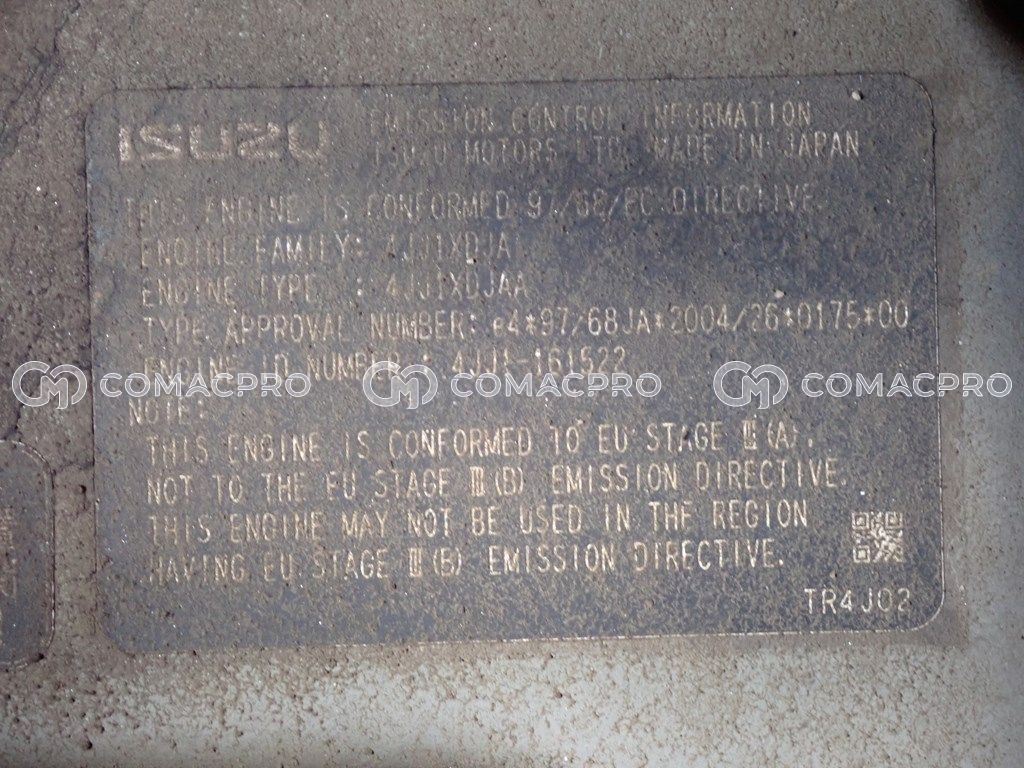 ISUZU EMISSION CONTROL INFORMATION
ISUZU MOTORS LTD. MADE IN JAPAN
THIS ENGINE IS CONFORMED 97/68/EC DIRECTIVE.
ENGINE FAMILY: 4JJ1XDJAA
ENGINE TYPE : 4JJ1XDJAA
TYPE APPROVAL NUMBER: e4*97/68JA*2004/26*0175*00
ENGINE ID NUMBER : 4JJ1-161522
COMACPRO COMACPRO COMACPRO
NOTE:
THIS ENGINE IS CONFORMED TO EU STAGE Ⅲ(A).
NOT TO THE EU STAGE Ⅲ(B) EMISSION DIRECTIVE.
THIS ENGINE MAY NOT BE USED IN THE REGION
HAVING EU STAGE Ⅲ(B) EMISSION DIRECTIVE.
TR4J02